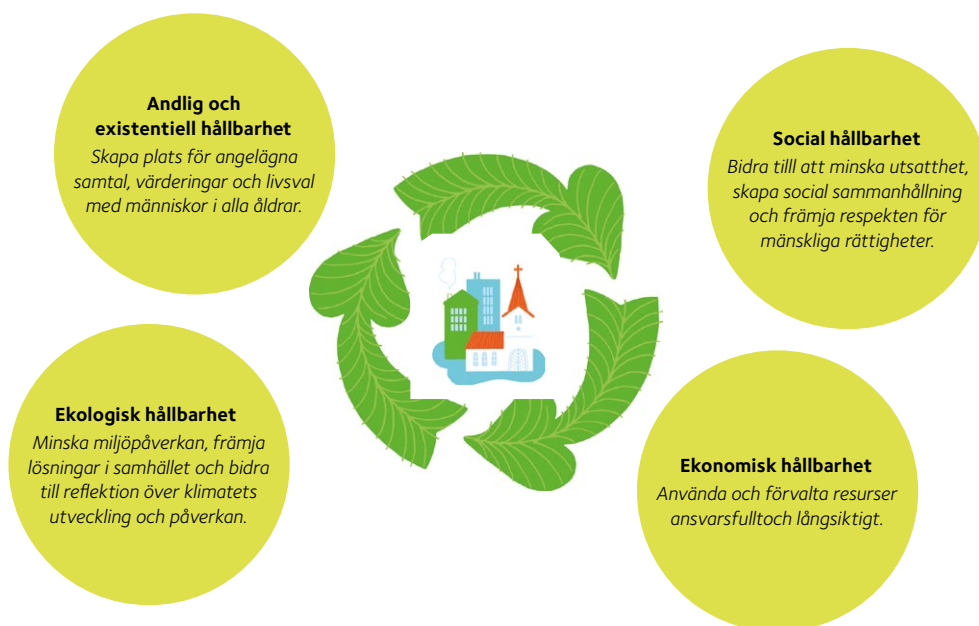 Andlig och
existentiell hållbarhet
Skapa plats för angelägna
samtal, värderingar och livsval
med människor i alla åldrar.
Social hållbarhet
Bidra tilll att minska utsatthet,
skapa social sammanhållning
och främja respekten för
mänskliga rättigheter.
Ekologisk hållbarhet
Minska miljöpåverkan, främja
lösningar i samhället och bidra
till reflektion över klimatets
utveckling och påverkan.
Ekonomisk hållbarhet
Använda och förvalta resurser
ansvarsfulltoch långsiktigt.